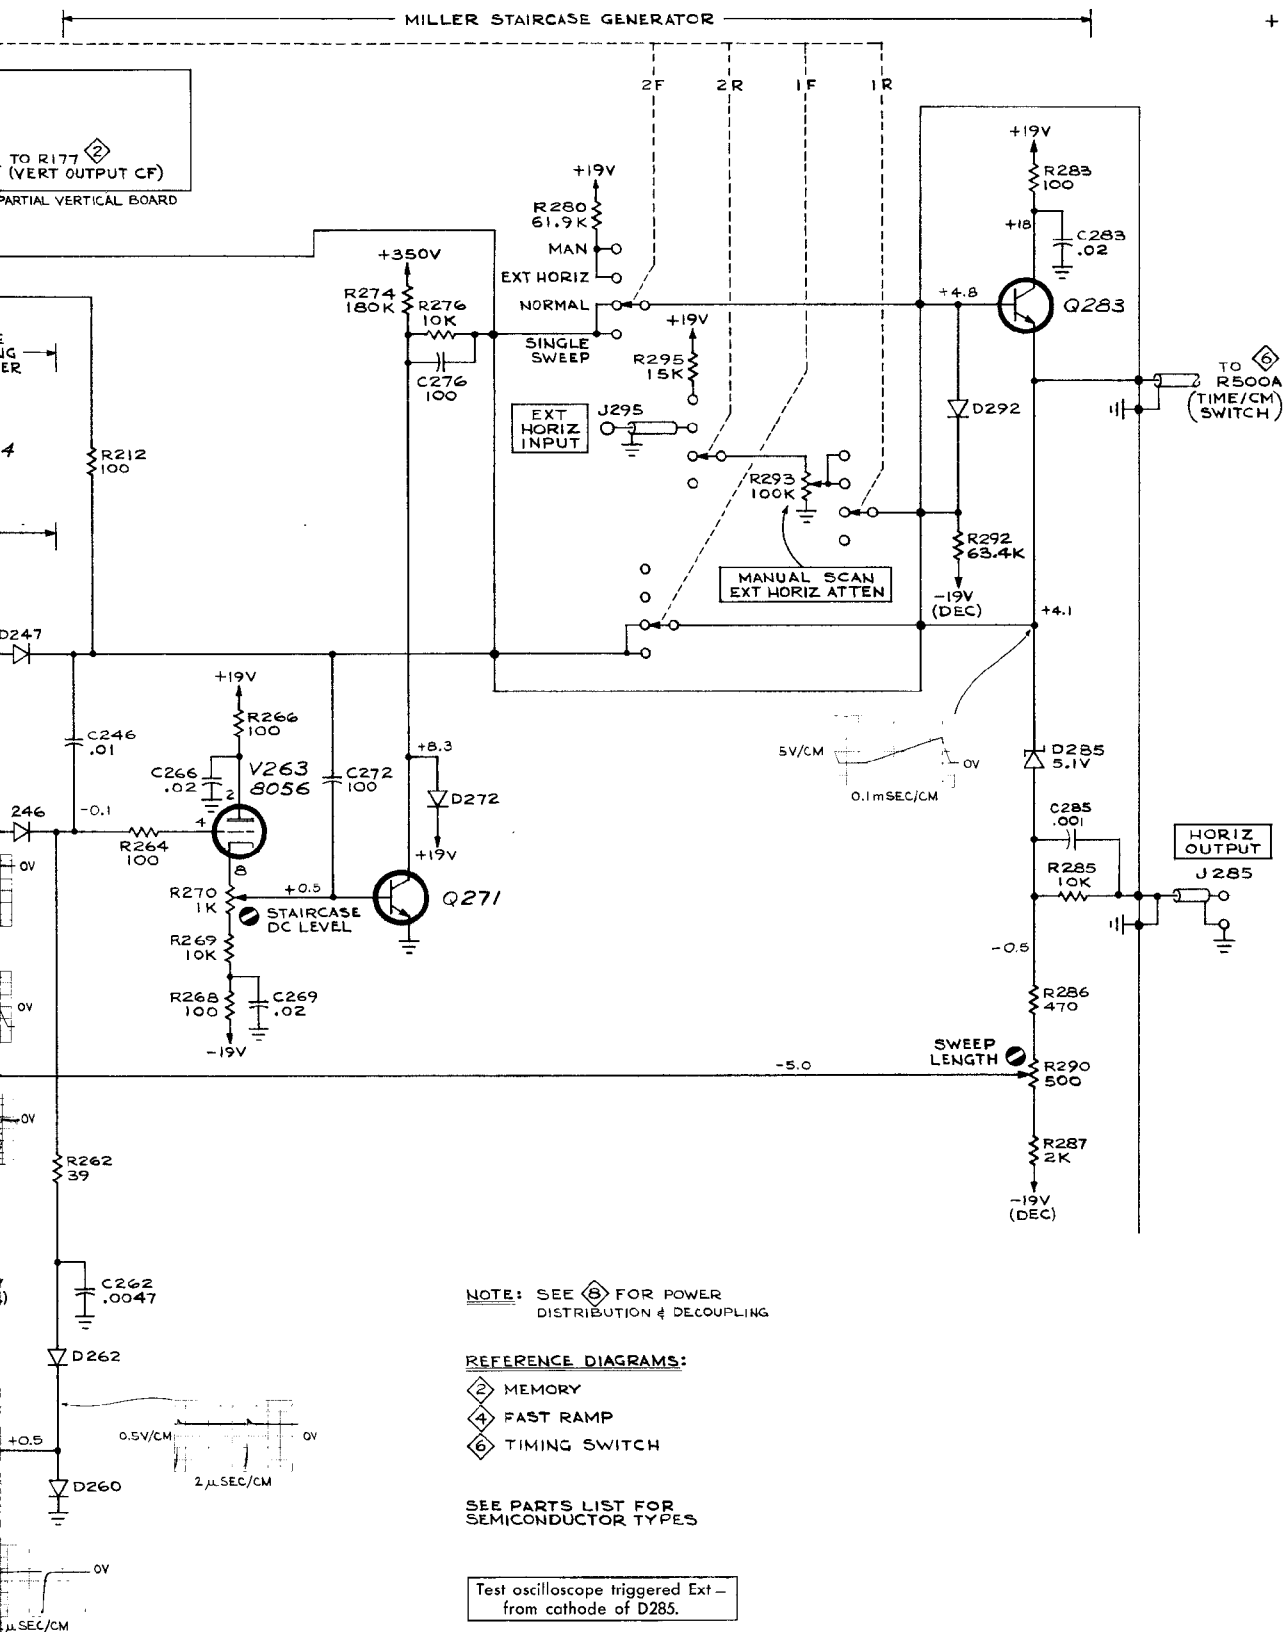 MILLER STAIRCASE GENERATOR
+
2F
2R
1F
1R
TO R177 2
(VERT OUTPUT CF)
PARTIAL VERTICAL BOARD
+19V
R280
61.9K
MAN
EXT HORIZ
NORMAL
SINGLE
SWEEP
+19V
R283
100
+18
C283
.02
+4.8
Q283
+350V
R274
180K
R276
10K
C276
100
+19V
R295
15K
EXT
HORIZ
INPUT
J295
D292
TO 6
R500A
(TIME/CM)
SWITCH
4
R212
100
R293
100K
R292
63.4K
MANUAL SCAN
EXT HORIZ ATTEN
-19V
(DEC)
+4.1
D247
+19V
R266
100
C246
.01
C266
.02
2
V263
8056
C272
100
+8.3
D272
+19V
5V/CM
0V
0.1mSEC/CM
D285
5.1V
246
-0.1
R264
100
4
8
0V
C285
.001
R285
10K
HORIZ
OUTPUT
J285
R270
1K
+0.5
STAIRCASE
DC LEVEL
Q271
R269
10K
-0.5
R268
100
C269
.02
-19V
0V
R286
470
SWEEP
LENGTH
-5.0
R290
500
0V
R262
39
R287
2K
-19V
(DEC)
C262
.0047
NOTE: SEE 8 FOR POWER
DISTRIBUTION & DECOUPLING
D262
REFERENCE DIAGRAMS:
2 MEMORY
4 FAST RAMP
6 TIMING SWITCH
+0.5
0.5V/CM
0V
2µSEC/CM
D260
SEE PARTS LIST FOR
SEMICONDUCTOR TYPES
0V
µSEC/CM
Test oscilloscope triggered Ext –
from cathode of D285.